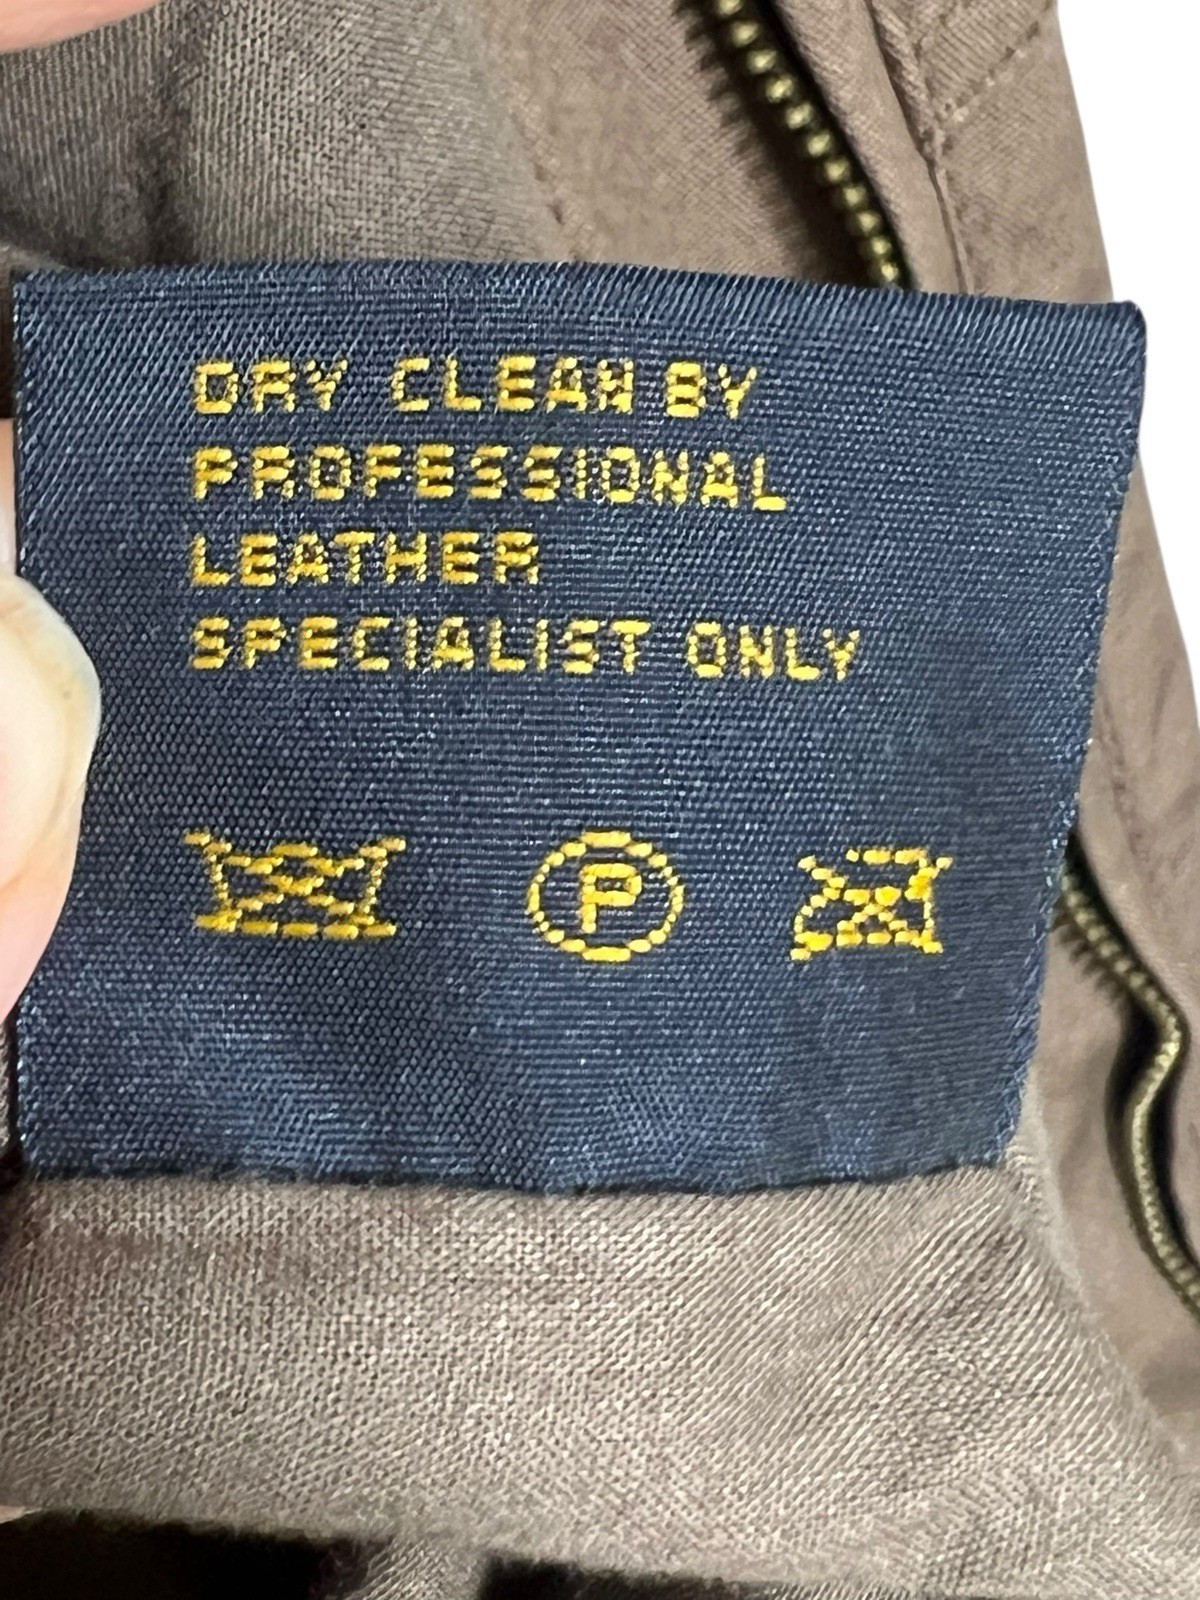 DRY CLEAN BY
PROFESSIONAL
LEATHER
SPECIALIST ONLY
P